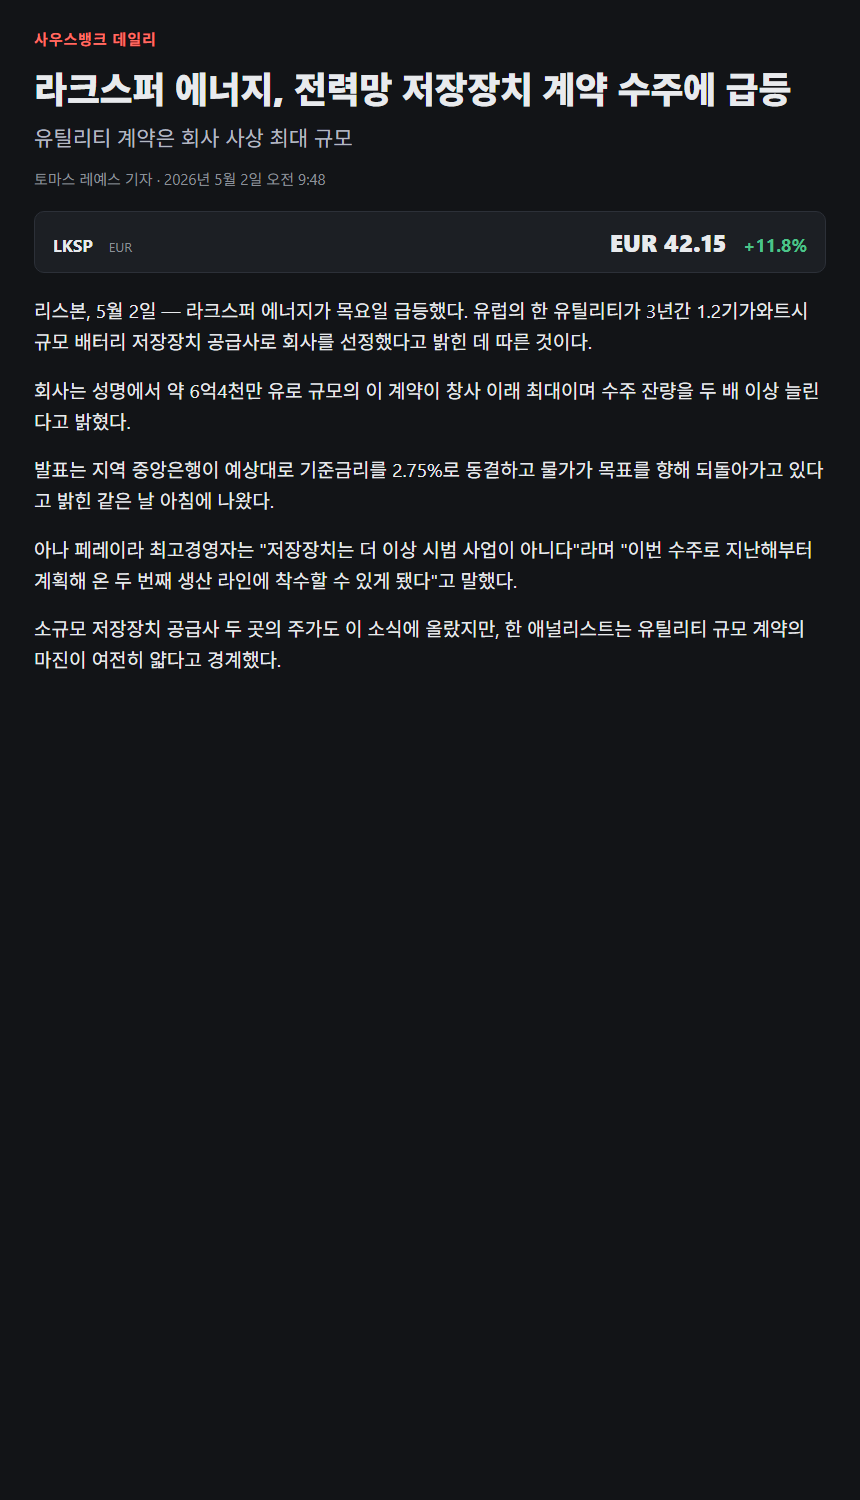 사우스뱅크 데일리
라크스퍼 에너지, 전력망 저장장치 계약 수주에 급등
유틸리티 계약은 회사 사상 최대 규모
토마스 레예스 기자 · 2026년 5월 2일 오전 9:48
LKSP EUR EUR 42.15 +11.8%
리스본, 5월 2일 — 라크스퍼 에너지가 목요일 급등했다. 유럽의 한 유틸리티가 3년간 1.2기가와트시
규모 배터리 저장장치 공급사로 회사를 선정했다고 밝힌 데 따른 것이다.
회사는 성명에서 약 6억4천만 유로 규모의 이 계약이 창사 이래 최대이며 수주 잔량을 두 배 이상 늘린
다고 밝혔다.
발표는 지역 중앙은행이 예상대로 기준금리를 2.75%로 동결하고 물가가 목표를 향해 되돌아가고 있다
고 밝힌 같은 날 아침에 나왔다.
아나 페레이라 최고경영자는 "저장장치는 더 이상 시범 사업이 아니다"라며 "이번 수주로 지난해부터
계획해 온 두 번째 생산 라인에 착수할 수 있게 됐다"고 말했다.
소규모 저장장치 공급사 두 곳의 주가도 이 소식에 올랐지만, 한 애널리스트는 유틸리티 규모 계약의
마진이 여전히 얇다고 경계했다.